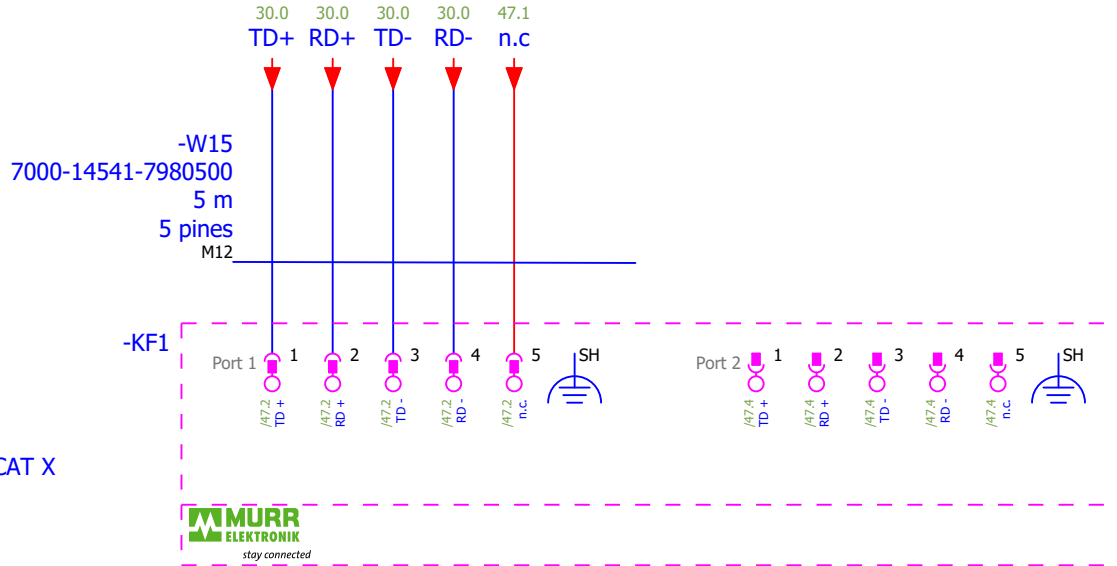 30.0 30.0 30.0 30.0 47.1
TD+ RD+ TD- RD- n.c
-W15
7000-14541-7980500
5 m
5 pines
M12
-KF1
Port 1 1 2 3 4 5 SH
Port 2 1 2 3 4 5 SH
/47.2 TD +
/47.2 RD +
/47.2 TD -
/47.2 RD -
/47.2 n.c.
/47.4 TD +
/47.4 RD +
/47.4 TD -
/47.4 RD -
/47.4 n.c.
CAT X
MURR
ELEKTRONIK
stay connected